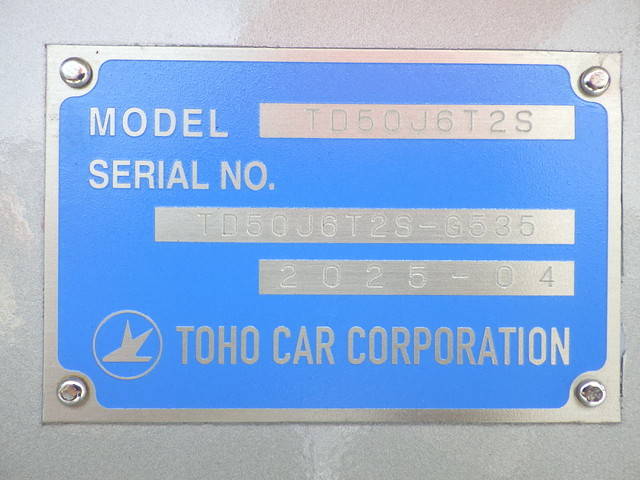 MODEL TD50J6T2S
SERIAL NO.
TD50J6T2S-G535
2025-04
TOHO CAR CORPORATION